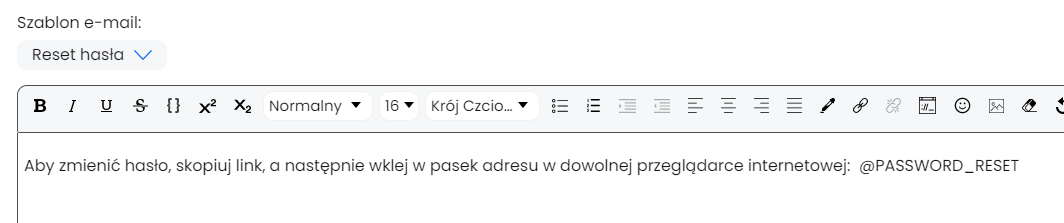 Szablon e-mail:
Reset hasła
B I U S {} x² X₂ Normalny 16 Krój Czcio...
Aby zmienić hasło, skopiuj link, a następnie wklej w pasek adresu w dowolnej przeglądarce internetowej: @PASSWORD_RESET